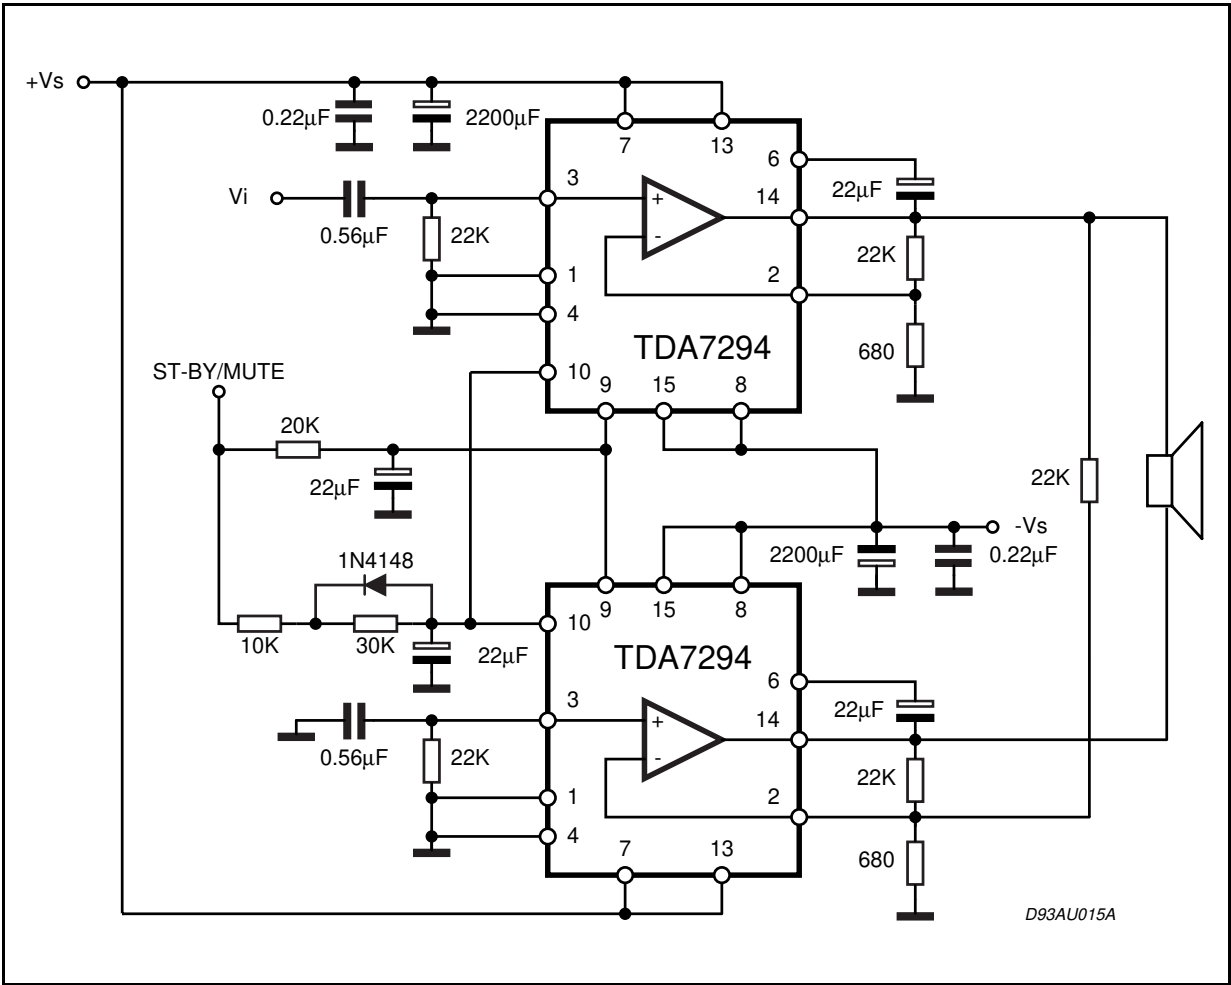 +Vs
0.22µF
2200µF
7
13
6
22µF
3
14
Vi
+
0.56µF
22K
-
22K
1
2
4
TDA7294
680
ST-BY/MUTE
10
9
15
8
20K
22µF
22K
-Vs
2200µF
0.22µF
1N4148
9
15
8
10
10K
30K
22µF
TDA7294
6
22µF
3
14
+
0.56µF
22K
-
22K
1
2
4
7
13
680
D93AU015A